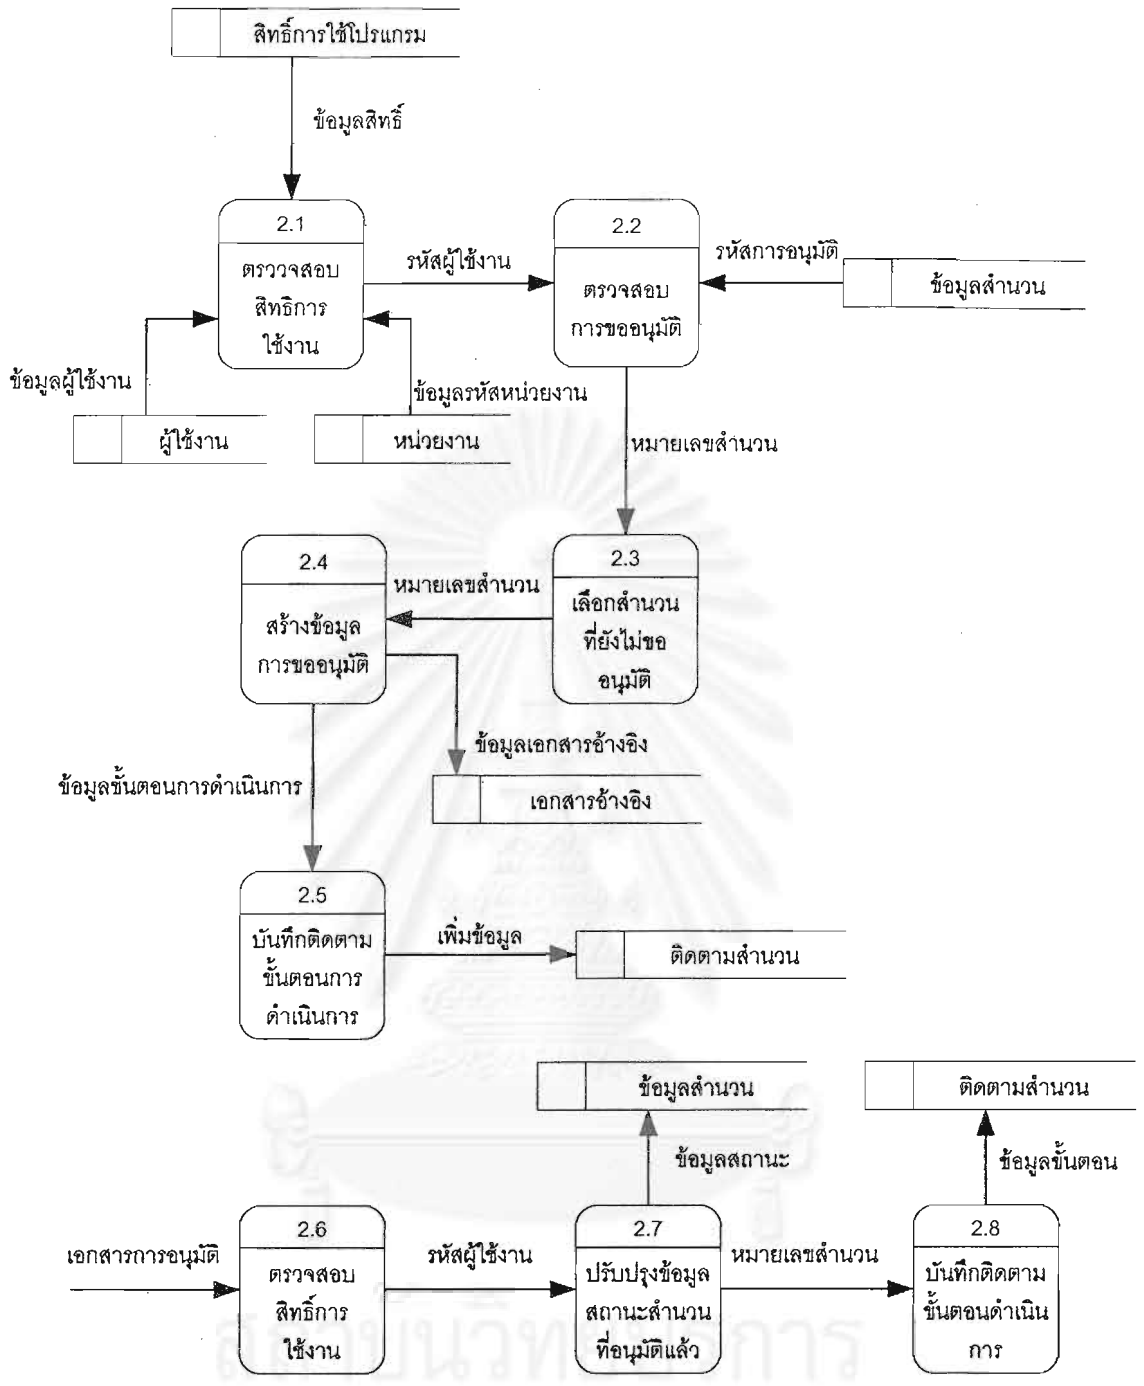 สิทธิ์การใช้โปรแกรม
ข้อมูลสิทธิ์
2.1
ตรววจสอบ
สิทธิการ
ใช้งาน
รหัสผู้ใช้งาน
2.2
ตรวจสอบ
การขออนุมัติ
รหัสการอนุมัติ
ข้อมูลสำนวน
ข้อมูลผู้ใช้งาน
ผู้ใช้งาน
ข้อมูลรหัสหน่วยงาน
หน่วยงาน
หมายเลขสำนวน
2.4
สร้างข้อมูล
การขออนุมัติ
หมายเลขสำนวน
2.3
เลือกสำนวน
ที่ยังไม่ขอ
อนุมัติ
ข้อมูลเอกสารอ้างอิง
เอกสารอ้างอิง
ข้อมูลขั้นตอนการดำเนินการ
2.5
บันทึกติดตาม
ขั้นตอนการ
ดำเนินการ
เพิ่มข้อมูล
ติดตามสำนวน
ข้อมูลสำนวน
ติดตามสำนวน
ข้อมูลสถานะ
ข้อมูลขั้นตอน
เอกสารการอนุมัติ
2.6
ตรวจสอบ
สิทธิ์การ
ใช้งาน
รหัสผู้ใช้งาน
2.7
ปรับปรุงข้อมูล
สถานะสำนวน
ที่อนุมัติแล้ว
หมายเลขสำนวน
2.8
บันทึกติดตาม
ขั้นตอนดำเนิน
การ
สถาบันวิทยบริการ